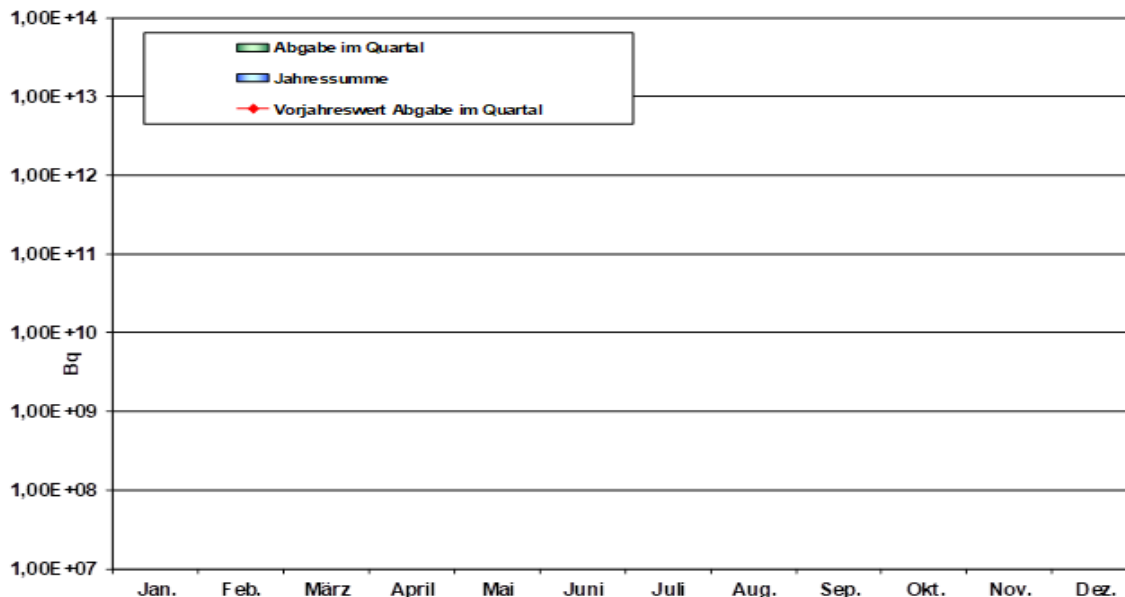 1,00E+14
Abgabe im Quartal
Jahressumme
1,00E+13
Vorjahreswert Abgabe im Quartal
1,00E+12
1,00E+11
1,00E+10
Bq
1,00E+09
1,00E+08
1,00E+07
Jan. Feb. März April Mai Juni Juli Aug. Sep. Okt. Nov. Dez.